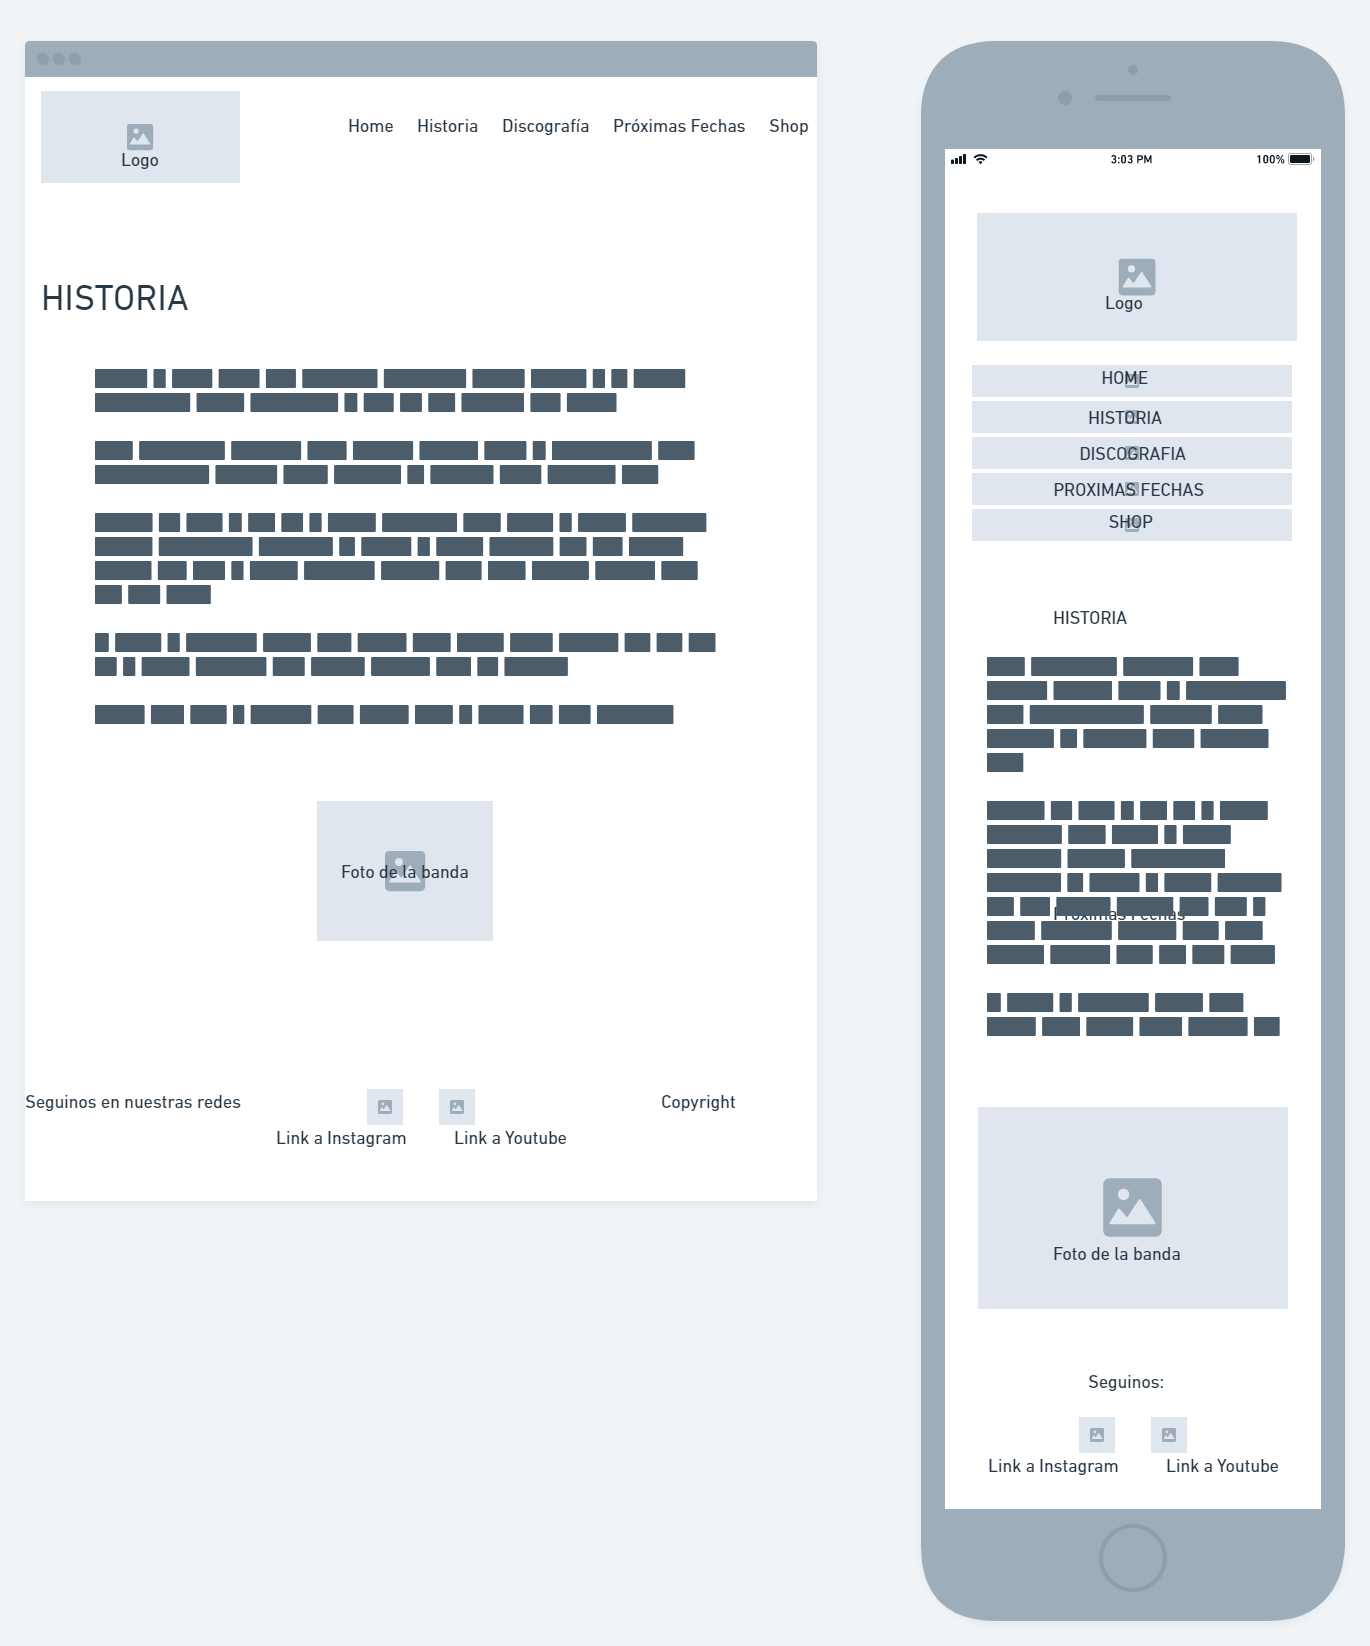 Logo
Home Historia Discografía Próximas Fechas Shop
HISTORIA
Foto de la banda
Seguinos en nuestras redes
Link a Instagram
Link a Youtube
Copyright
3:03 PM
100%
Logo
HOME
HISTORIA
DISCOGRAFIA
PROXIMAS FECHAS
SHOP
HISTORIA
Próximas Fechas
Foto de la banda
Seguinos:
Link a Instagram
Link a Youtube